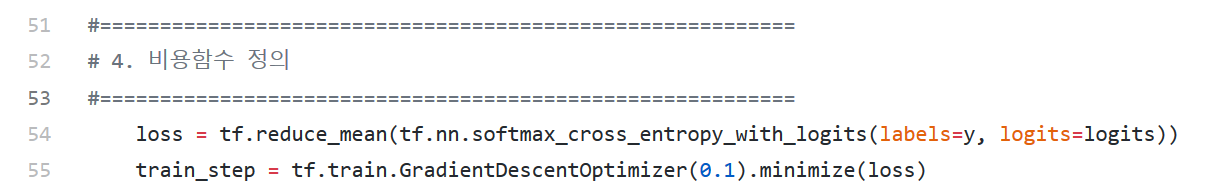 51 #==========================================================
52 # 4. 비용함수 정의
53 #==========================================================
54 loss = tf.reduce_mean(tf.nn.softmax_cross_entropy_with_logits(labels=y, logits=logits))
55 train_step = tf.train.GradientDescentOptimizer(0.1).minimize(loss)